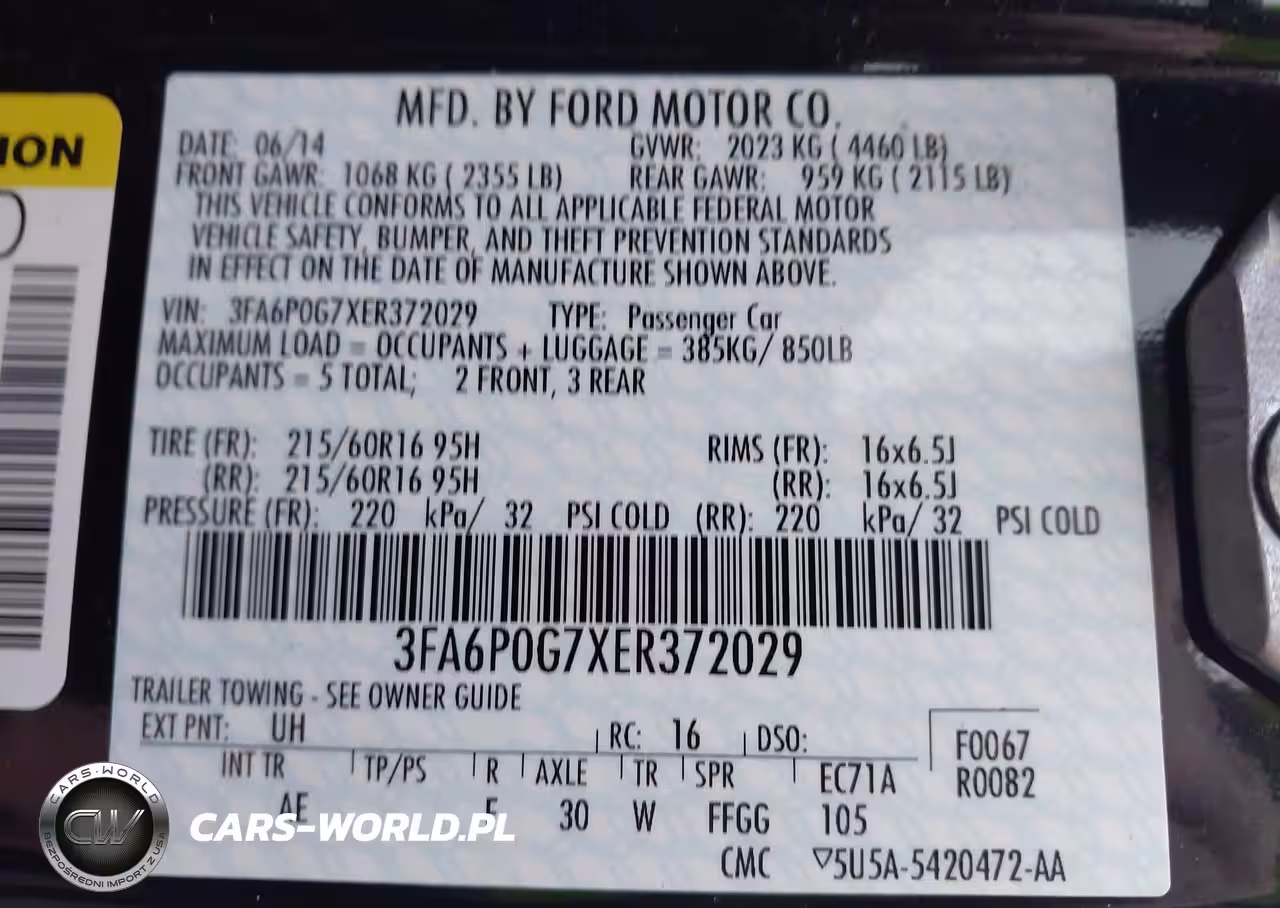 ION
MFD. BY FORD MOTOR CO.
DATE: 06/14 GVWR: 2023 KG ( 4460 LB)
FRONT GAWR: 1068 KG ( 2355 LB) REAR GAWR: 959 KG ( 2115 LB)
THIS VEHICLE CONFORMS TO ALL APPLICABLE FEDERAL MOTOR
VEHICLE SAFETY, BUMPER, AND THEFT PREVENTION STANDARDS
IN EFFECT ON THE DATE OF MANUFACTURE SHOWN ABOVE.
VIN: 3FA6P0G7XER372029 TYPE: Passenger Car
MAXIMUM LOAD = OCCUPANTS + LUGGAGE = 385KG/ 850LB
OCCUPANTS = 5 TOTAL; 2 FRONT, 3 REAR
TIRE (FR): 215/60R16 95H RIMS (FR): 16x6.5J
(RR): 215/60R16 95H (RR): 16x6.5J
PRESSURE (FR): 220 kPa/ 32 PSI COLD (RR): 220 kPa/ 32 PSI COLD
3FA6P0G7XER372029
TRAILER TOWING - SEE OWNER GUIDE
EXT PNT: UH RC: 16 DSO: F0067
INT TR TP/PS R AXLE TR SPR EC71A R0082
AE 30 W FFGG 105
CMC ▽5U5A-5420472-AA
CARS-WORLD
CW
BEZPOŚREDNI IMPORT Z USA
CARS-WORLD.PL